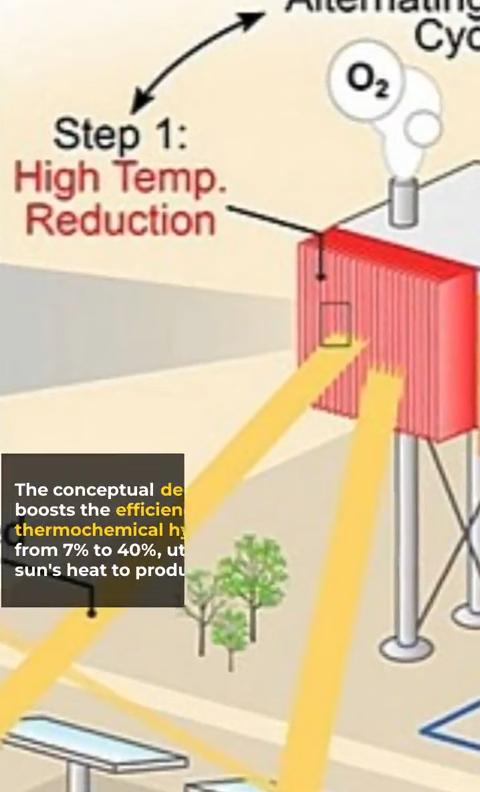 Alternating
Cyc
O₂
Step 1:
High Temp.
Reduction
The conceptual de
boosts the efficien
thermochemical hy
from 7% to 40%, ut
sun's heat to produ